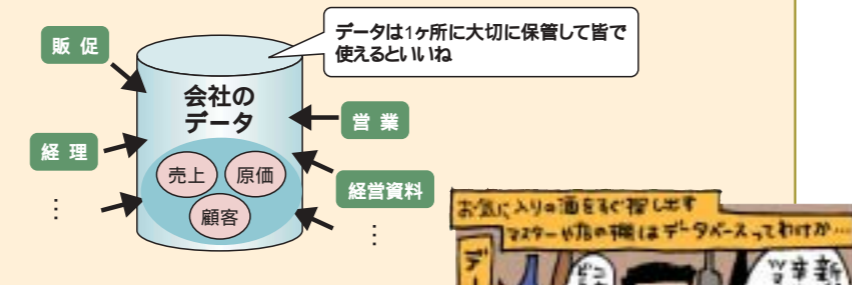 データは1ヶ所に大切に保管して皆で
使えるといいね
販 促
会社の
データ
営 業
経 理
売上
原価
経営資料
顧客
⋮
⋮
お気に入りの酒をすぐ探し出す
マスターや店の棚はデータベースってわけか…
デー